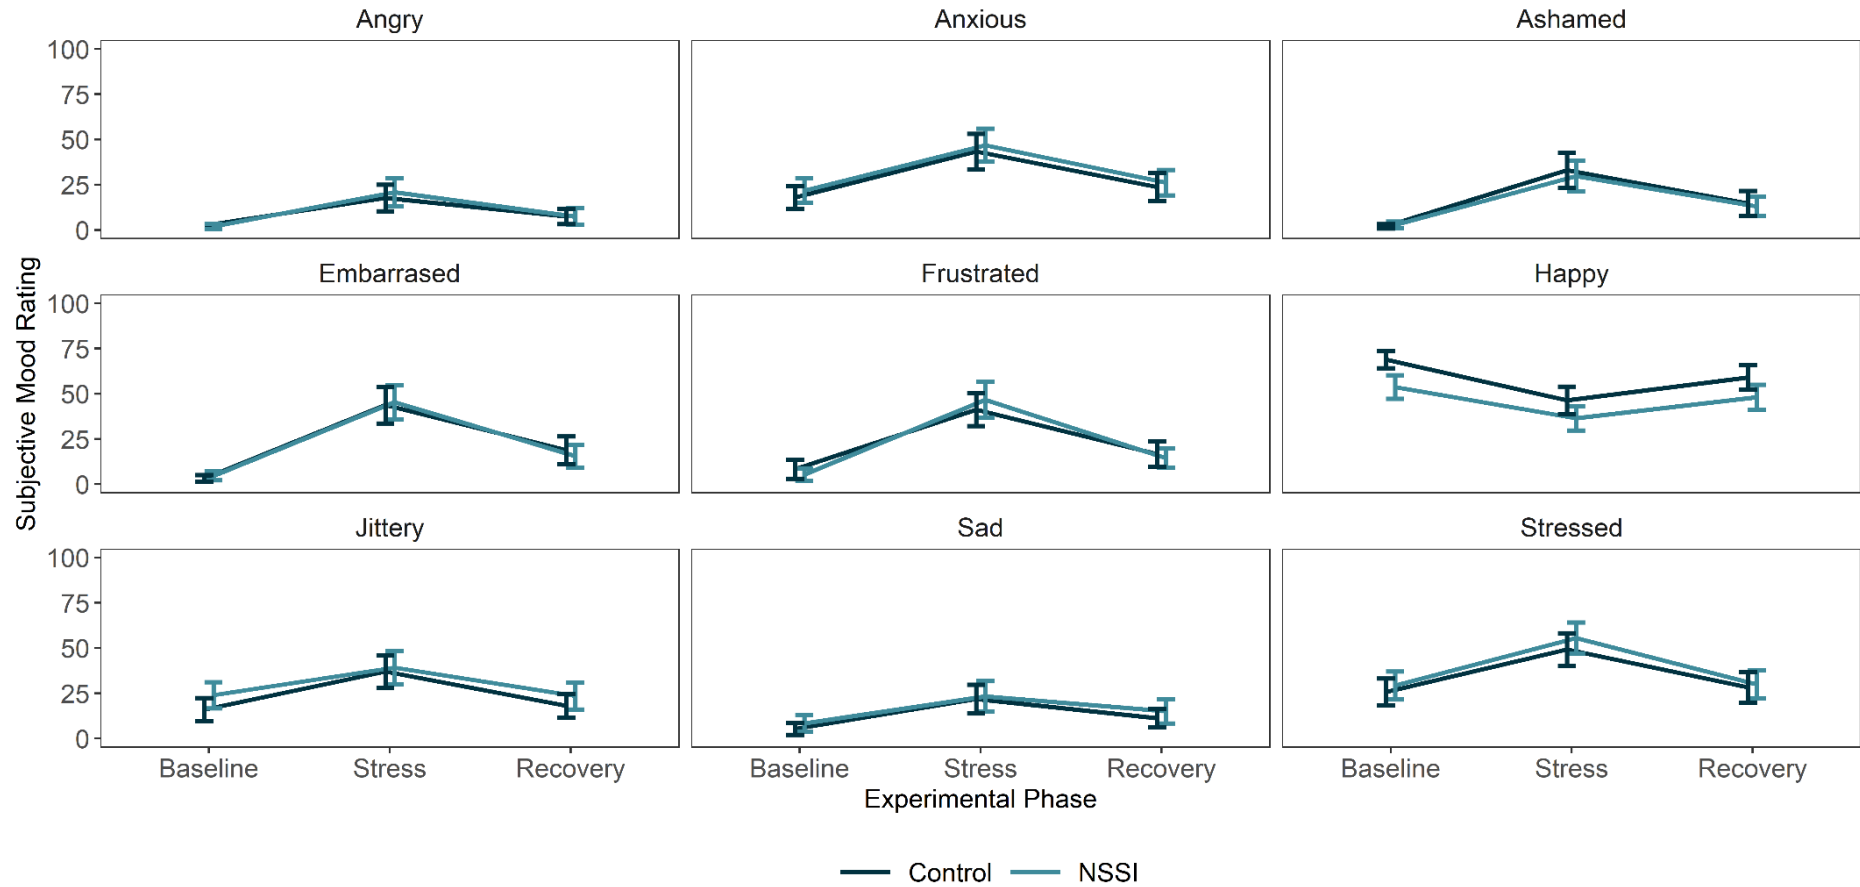 Angry Anxious Ashamed
100
75
50
25
0
Embarrased Frustrated Happy
100
75
50
25
0
Subjective Mood Rating
Jittery Sad Stressed
100
75
50
25
0
Baseline Stress Recovery Baseline Stress Recovery Baseline Stress Recovery
Experimental Phase
Control NSSI